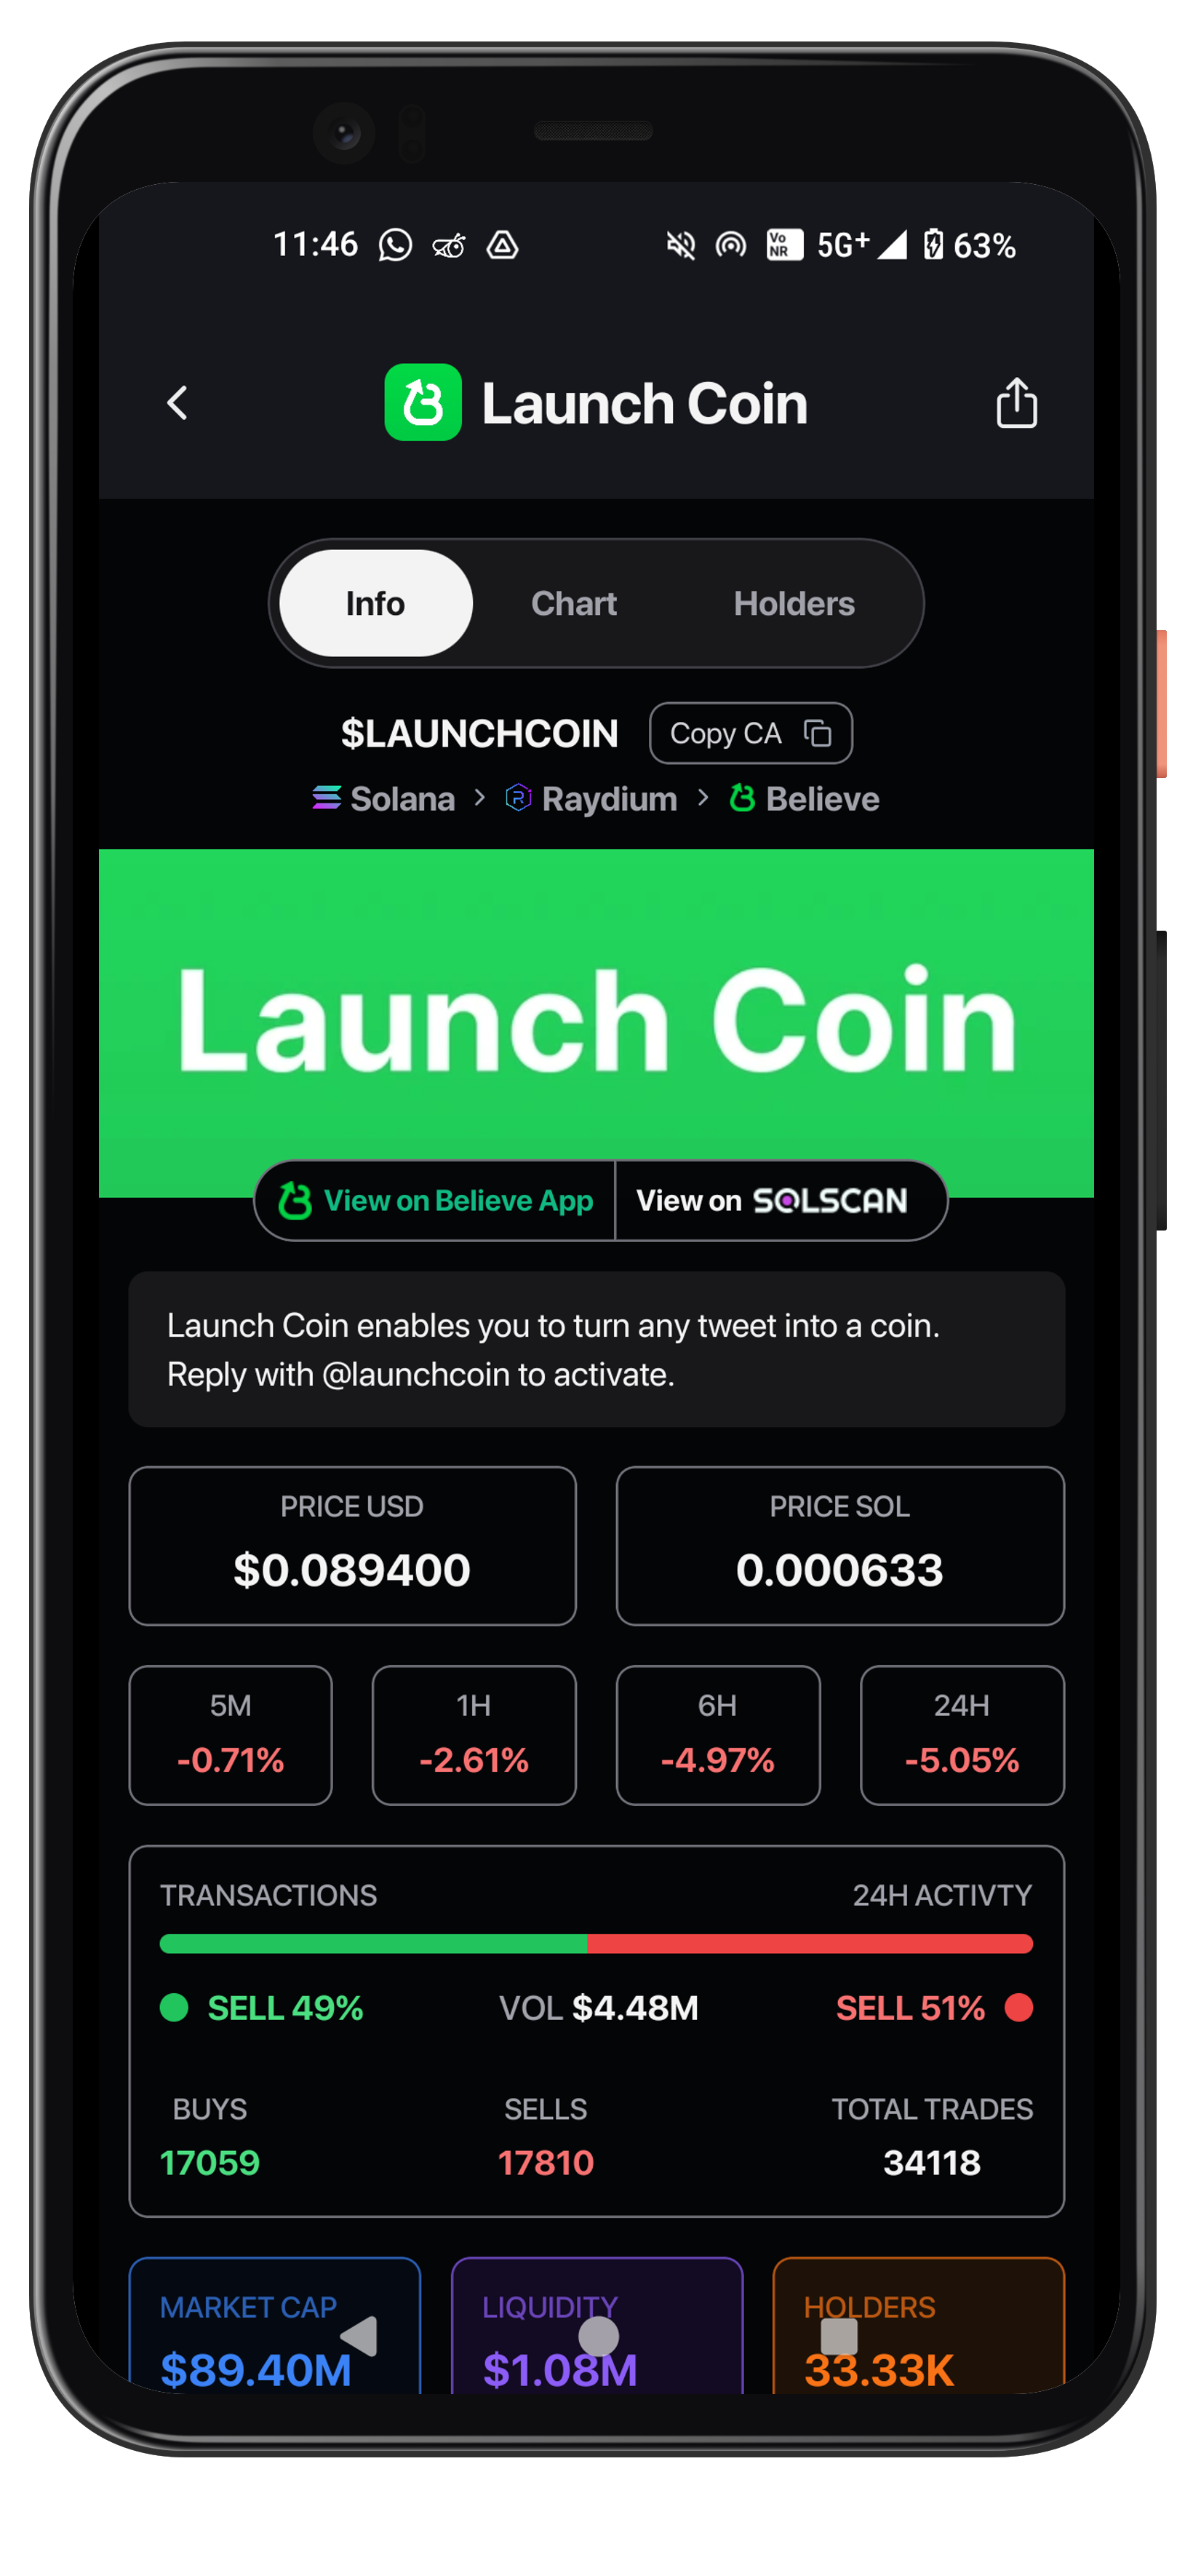 11:46 Vo NR 5G+ 63%
Launch Coin
Info Chart Holders
$LAUNCHCOIN Copy CA
Solana > Raydium > Believe
Launch Coin
View on Believe App View on SOLSCAN
Launch Coin enables you to turn any tweet into a coin.
Reply with @launchcoin to activate.
PRICE USD PRICE SOL
$0.089400 0.000633
5M 1H 6H 24H
-0.71% -2.61% -4.97% -5.05%
TRANSACTIONS 24H ACTIVTY
SELL 49% VOL $4.48M SELL 51%
BUYS SELLS TOTAL TRADES
17059 17810 34118
MARKET CAP LIQUIDITY HOLDERS
$89.40M $1.08M 33.33K